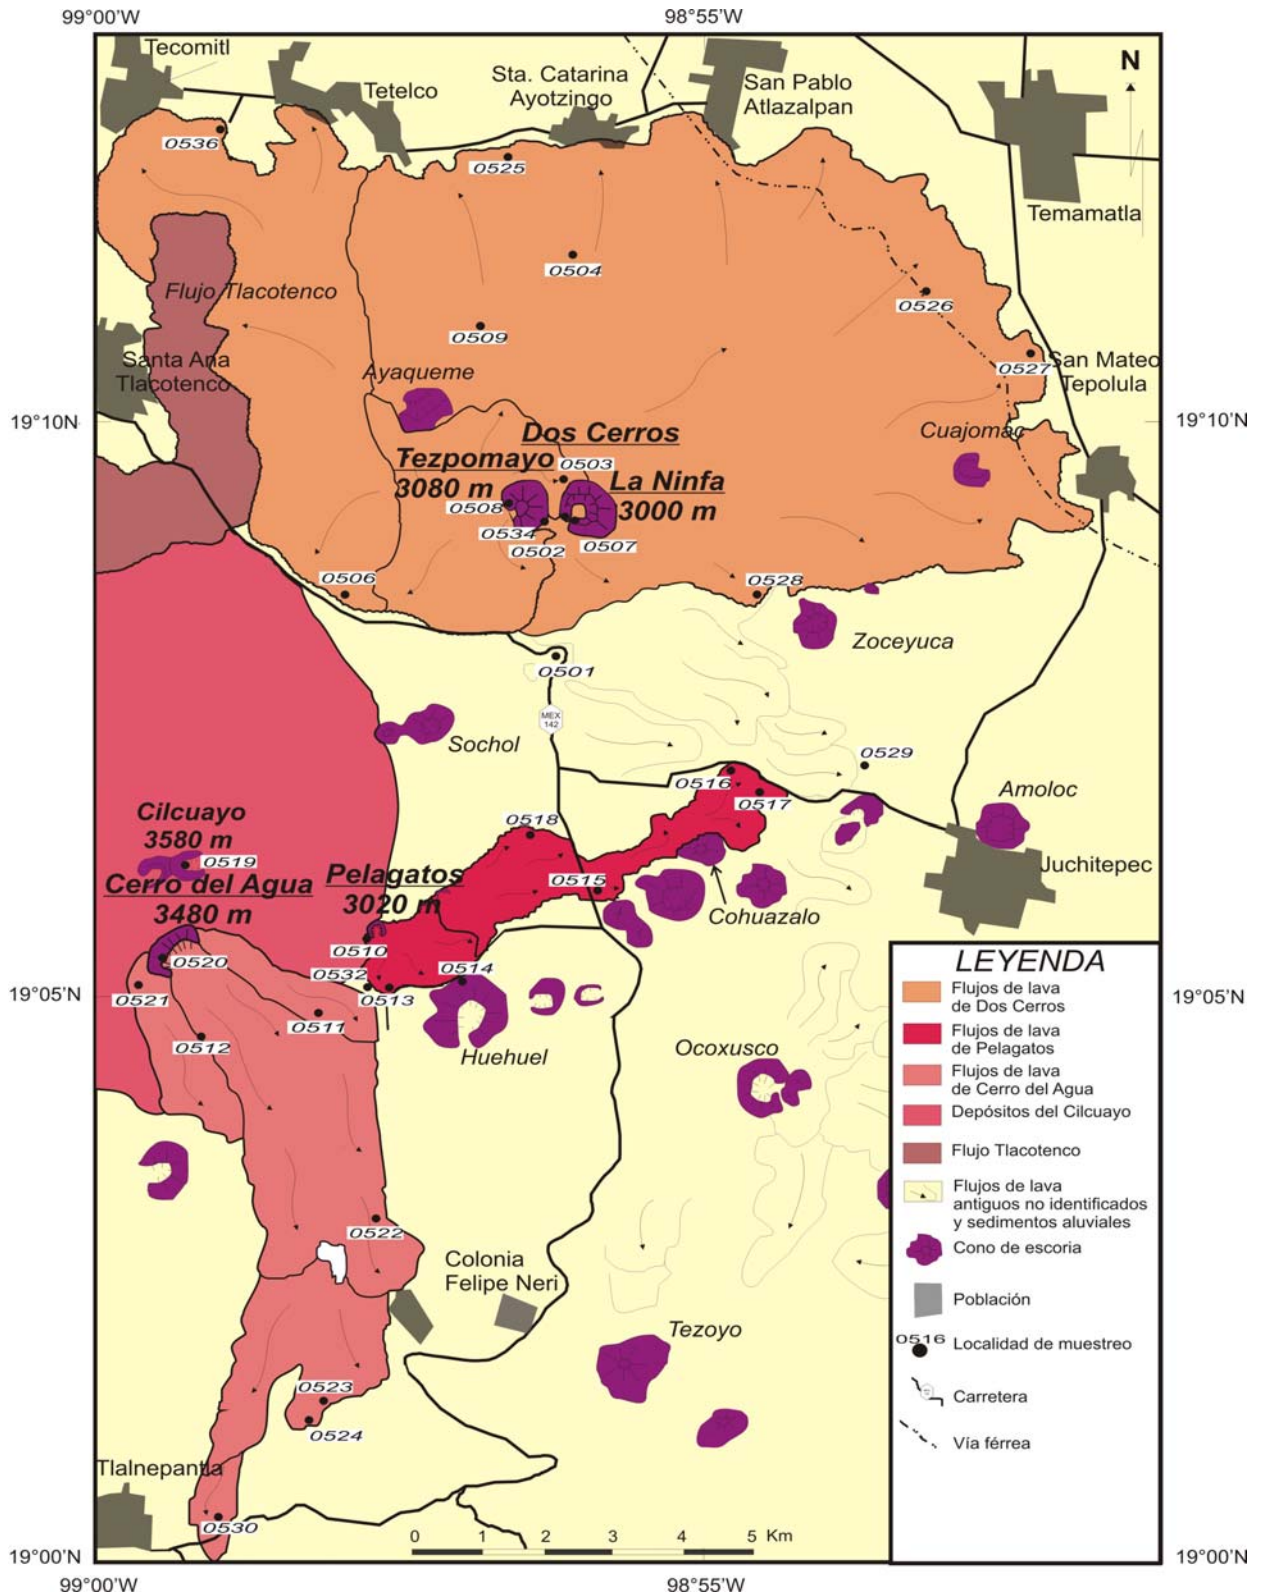 99°00'W
98°55'W
Tecomitl
Tetelco
Sta. Catarina
Ayotzingo
San Pablo
Atlazalpan
N
0536
0525
Temamatla
0504
Flujo Tlacotenco
0526
0509
Santa Ana
Tlacotenco
Ayaqueme
0527
San Mateo
Tepolula
19°10N
19°10'N
Cuajomac
Dos Cerros
Tezpomayo
3080 m
0503
La Ninfa
3000 m
0508
0534
0502
0507
0506
0528
Zoceyuca
0501
MEX
142
Sochol
0529
0516
0517
Amoloc
Cilcuayo
3580 m
0518
0519
Juchitepec
Cerro del Agua
3480 m
Pelagatos
3020 m
0515
Cohuazalo
0510
0520
0532
0514
0521
0513
19°05'N
19°05'N
0511
0512
Huehuel
Ocoxusco
0522
Colonia
Felipe Neri
Tezoyo
0523
0524
Tlalnepantla
0530
0 1 2 3 4 5 Km
LEYENDA
Flujos de lava
de Dos Cerros
Flujos de lava
de Pelagatos
Flujos de lava
de Cerro del Agua
Depósitos del Cilcuayo
Flujo Tlacotenco
Flujos de lava
antiguos no identificados
y sedimentos aluviales
Cono de escoria
Población
0516
Localidad de muestreo
Carretera
Vía férrea
19°00'N
19°00'N
99°00'W
98°55'W